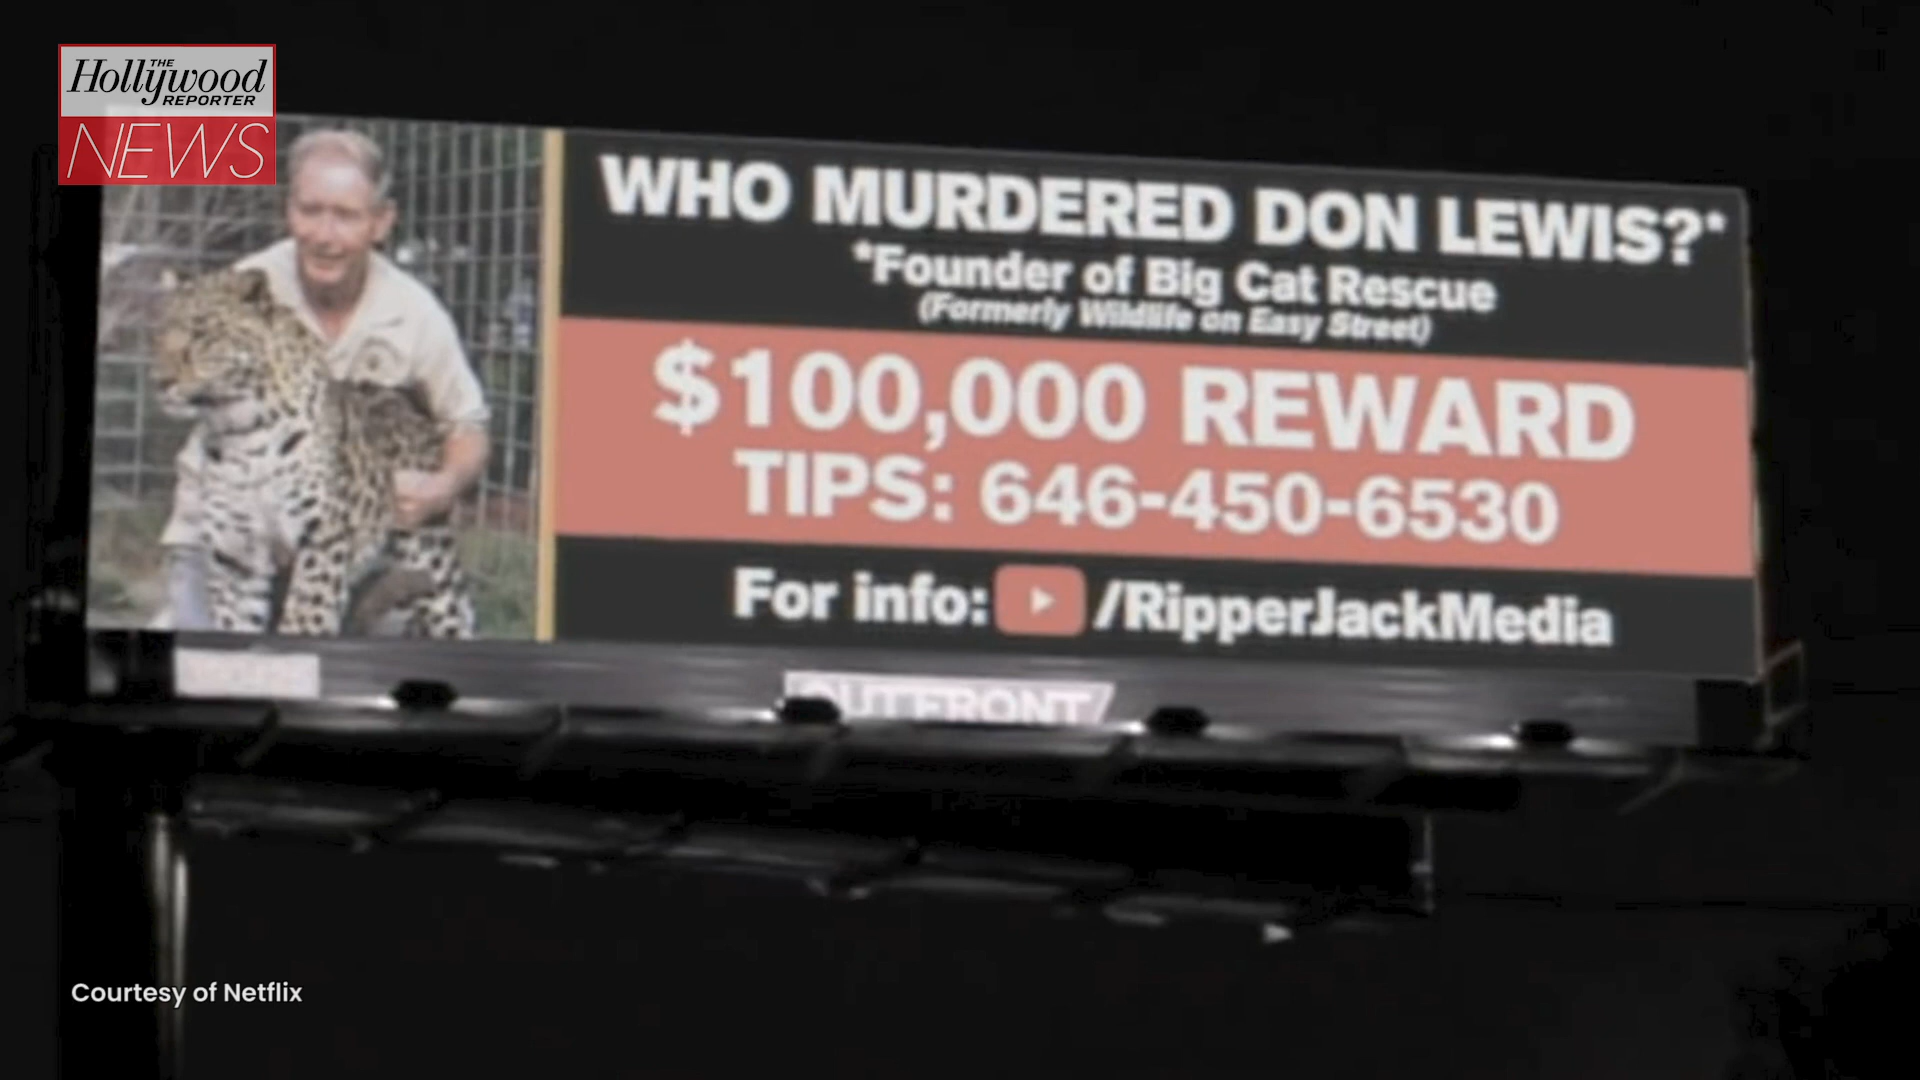 THE
Hollywood
REPORTER
NEWS
WHO MURDERED DON LEWIS?*
*Founder of Big Cat Rescue
(Formerly Wildlife on Easy Street)
$100,000 REWARD
TIPS: 646-450-6530
For info: /RipperJackMedia
OUTFRONT/
Courtesy of Netflix